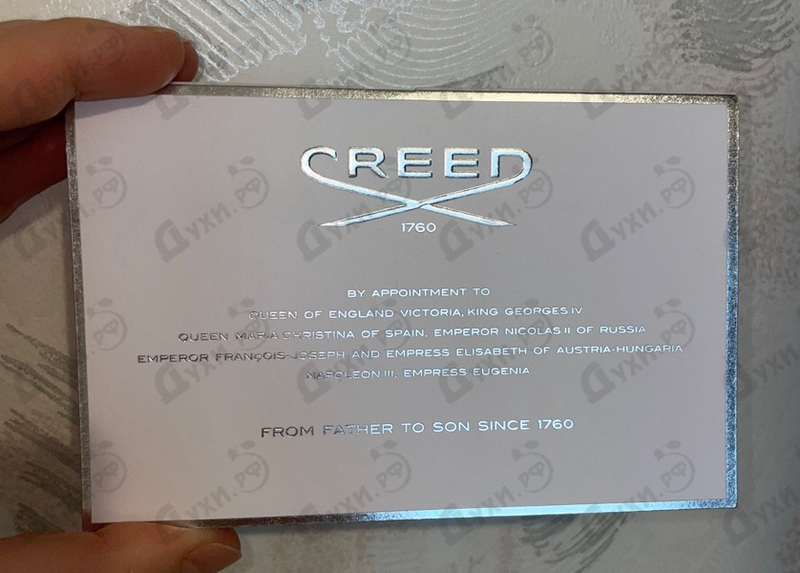 CREED
1760
BY APPOINTMENT TO
QUEEN OF ENGLAND VICTORIA, KING GEORGES IV
QUEEN MARIA CHRISTINA OF SPAIN, EMPEROR NICOLAS II OF RUSSIA
EMPEROR FRANÇOIS-JOSEPH AND EMPRESS ELISABETH OF AUSTRIA-HUNGARIA
NAPOLEON III, EMPRESS EUGENIA
FROM FATHER TO SON SINCE 1760
Духи.рф